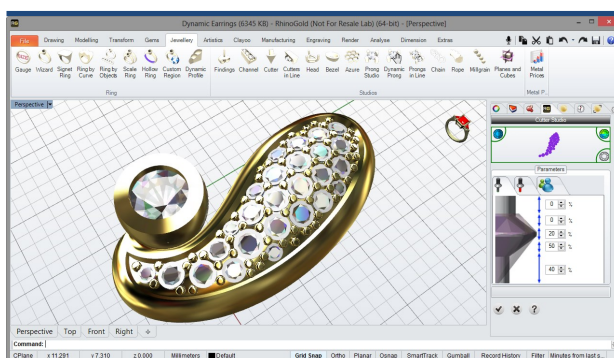 Dynamic Earrings (6345 KB) - RhinoGold (Not For Resale Lab) (64-bit) - [Perspective]
File Drawing Modelling Transform Gems Jewellery Artistics Clayoo Manufacturing Engraving Render Analyse Dimension Extras
Gauge Wizard Signet Ring Ring by Curve Ring by Objects Scale Ring Hollow Ring Custom Region Dynamic Profile Findings Channel Cutter Cutters in Line Head Bezel Azure Prong Studio Dynamic Prong Prongs in Line Chain Rope Millgrain Planes and Cubes Metal Prices
Ring Studios Metal P...
Perspective
Cutter Studio
Parameters
0 %
0 %
20 %
50 %
40 %
Perspective Top Front Right
Command:
CPlane x 11.291 y 7.310 z 0.000 Millimeters Default Grid Snap Ortho Planar Osnap SmartTrack Gumball Record History Filter Minutes from last s...